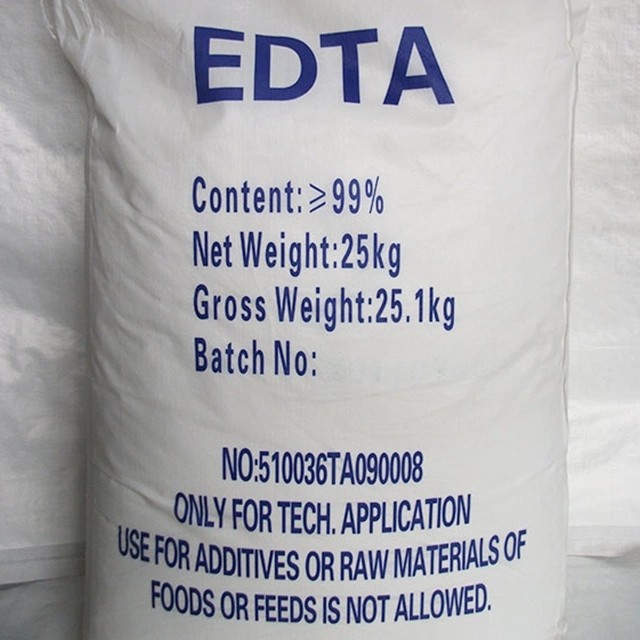 EDTA
Content:≥99%
Net Weight:25kg
Gross Weight:25.1kg
Batch No:
NO:510036TA090008
ONLY FOR TECH. APPLICATION
USE FOR ADDITIVES OR RAW MATERIALS OF
FOODS OR FEEDS IS NOT ALLOWED.